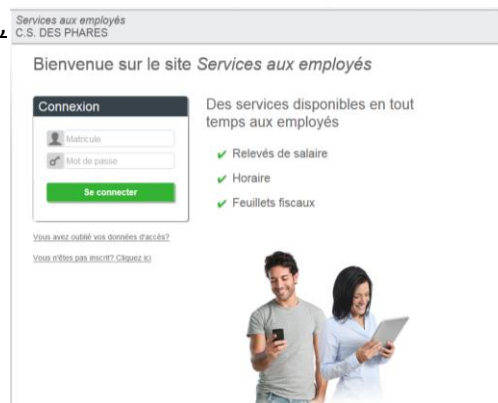 Services aux employés
C.S. DES PHARES
Bienvenue sur le site Services aux employés
Connexion
Matricule
Mot de passe
Se connecter
Vous avez oublié vos données d'accès?
Vous n'êtes pas inscrit? Cliquez ici
Des services disponibles en tout
temps aux employés
✔ Relevés de salaire
✔ Horaire
✔ Feuillets fiscaux